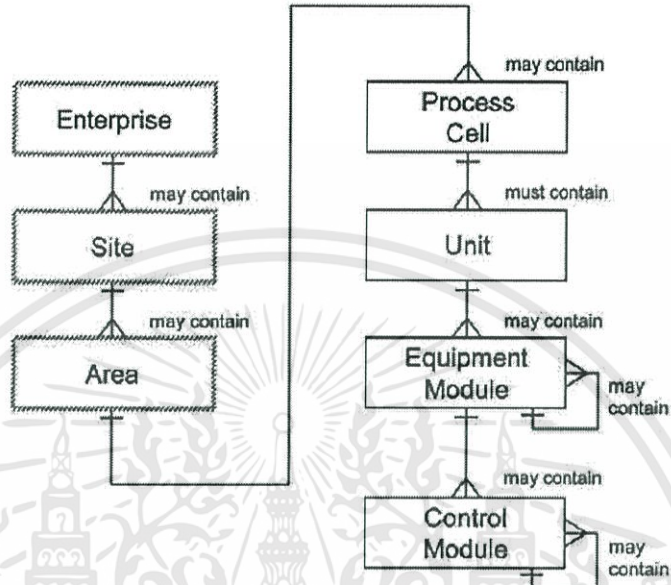 Enterprise
may contain
Site
may contain
Area
may contain
Process
Cell
must contain
Unit
may contain
Equipment
Module
may
contain
may contain
Control
Module
may
contain